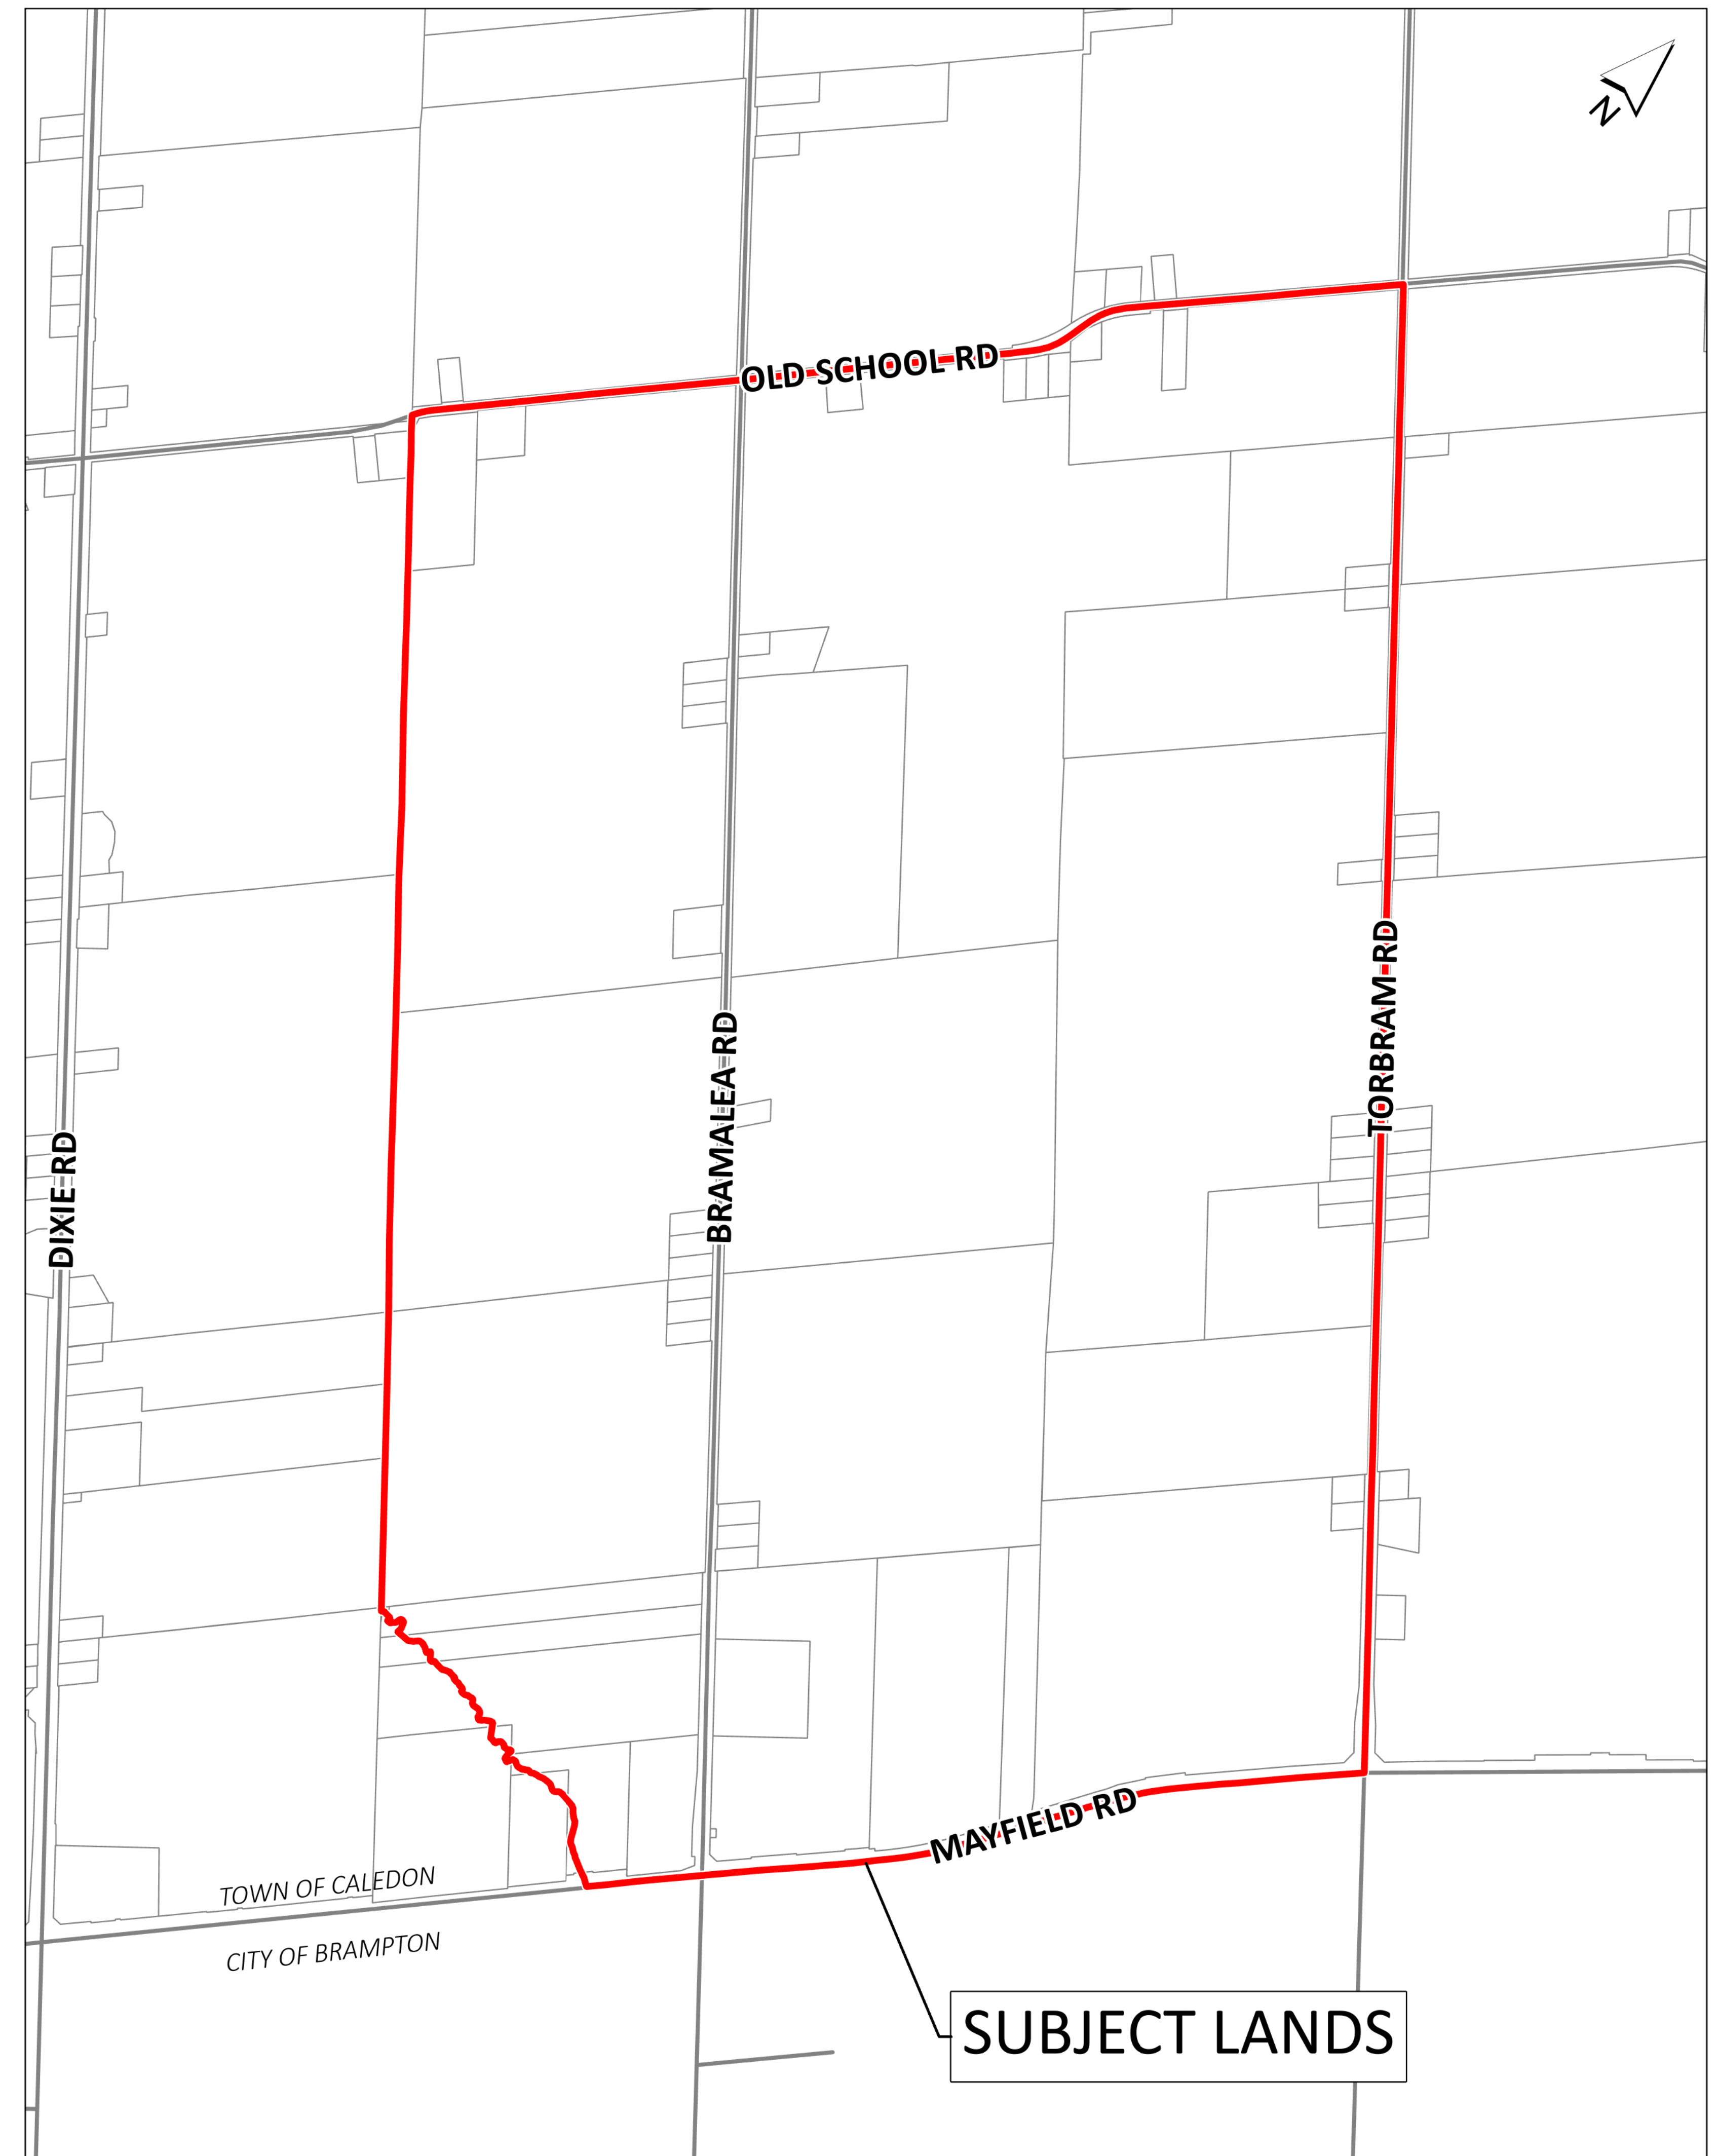 N
OLD SCHOOL RD
TORBRAM RD
BRAMALEA RD
DIXIE RD
MAYFIELD RD
TOWN OF CALEDON
CITY OF BRAMPTON
SUBJECT LANDS